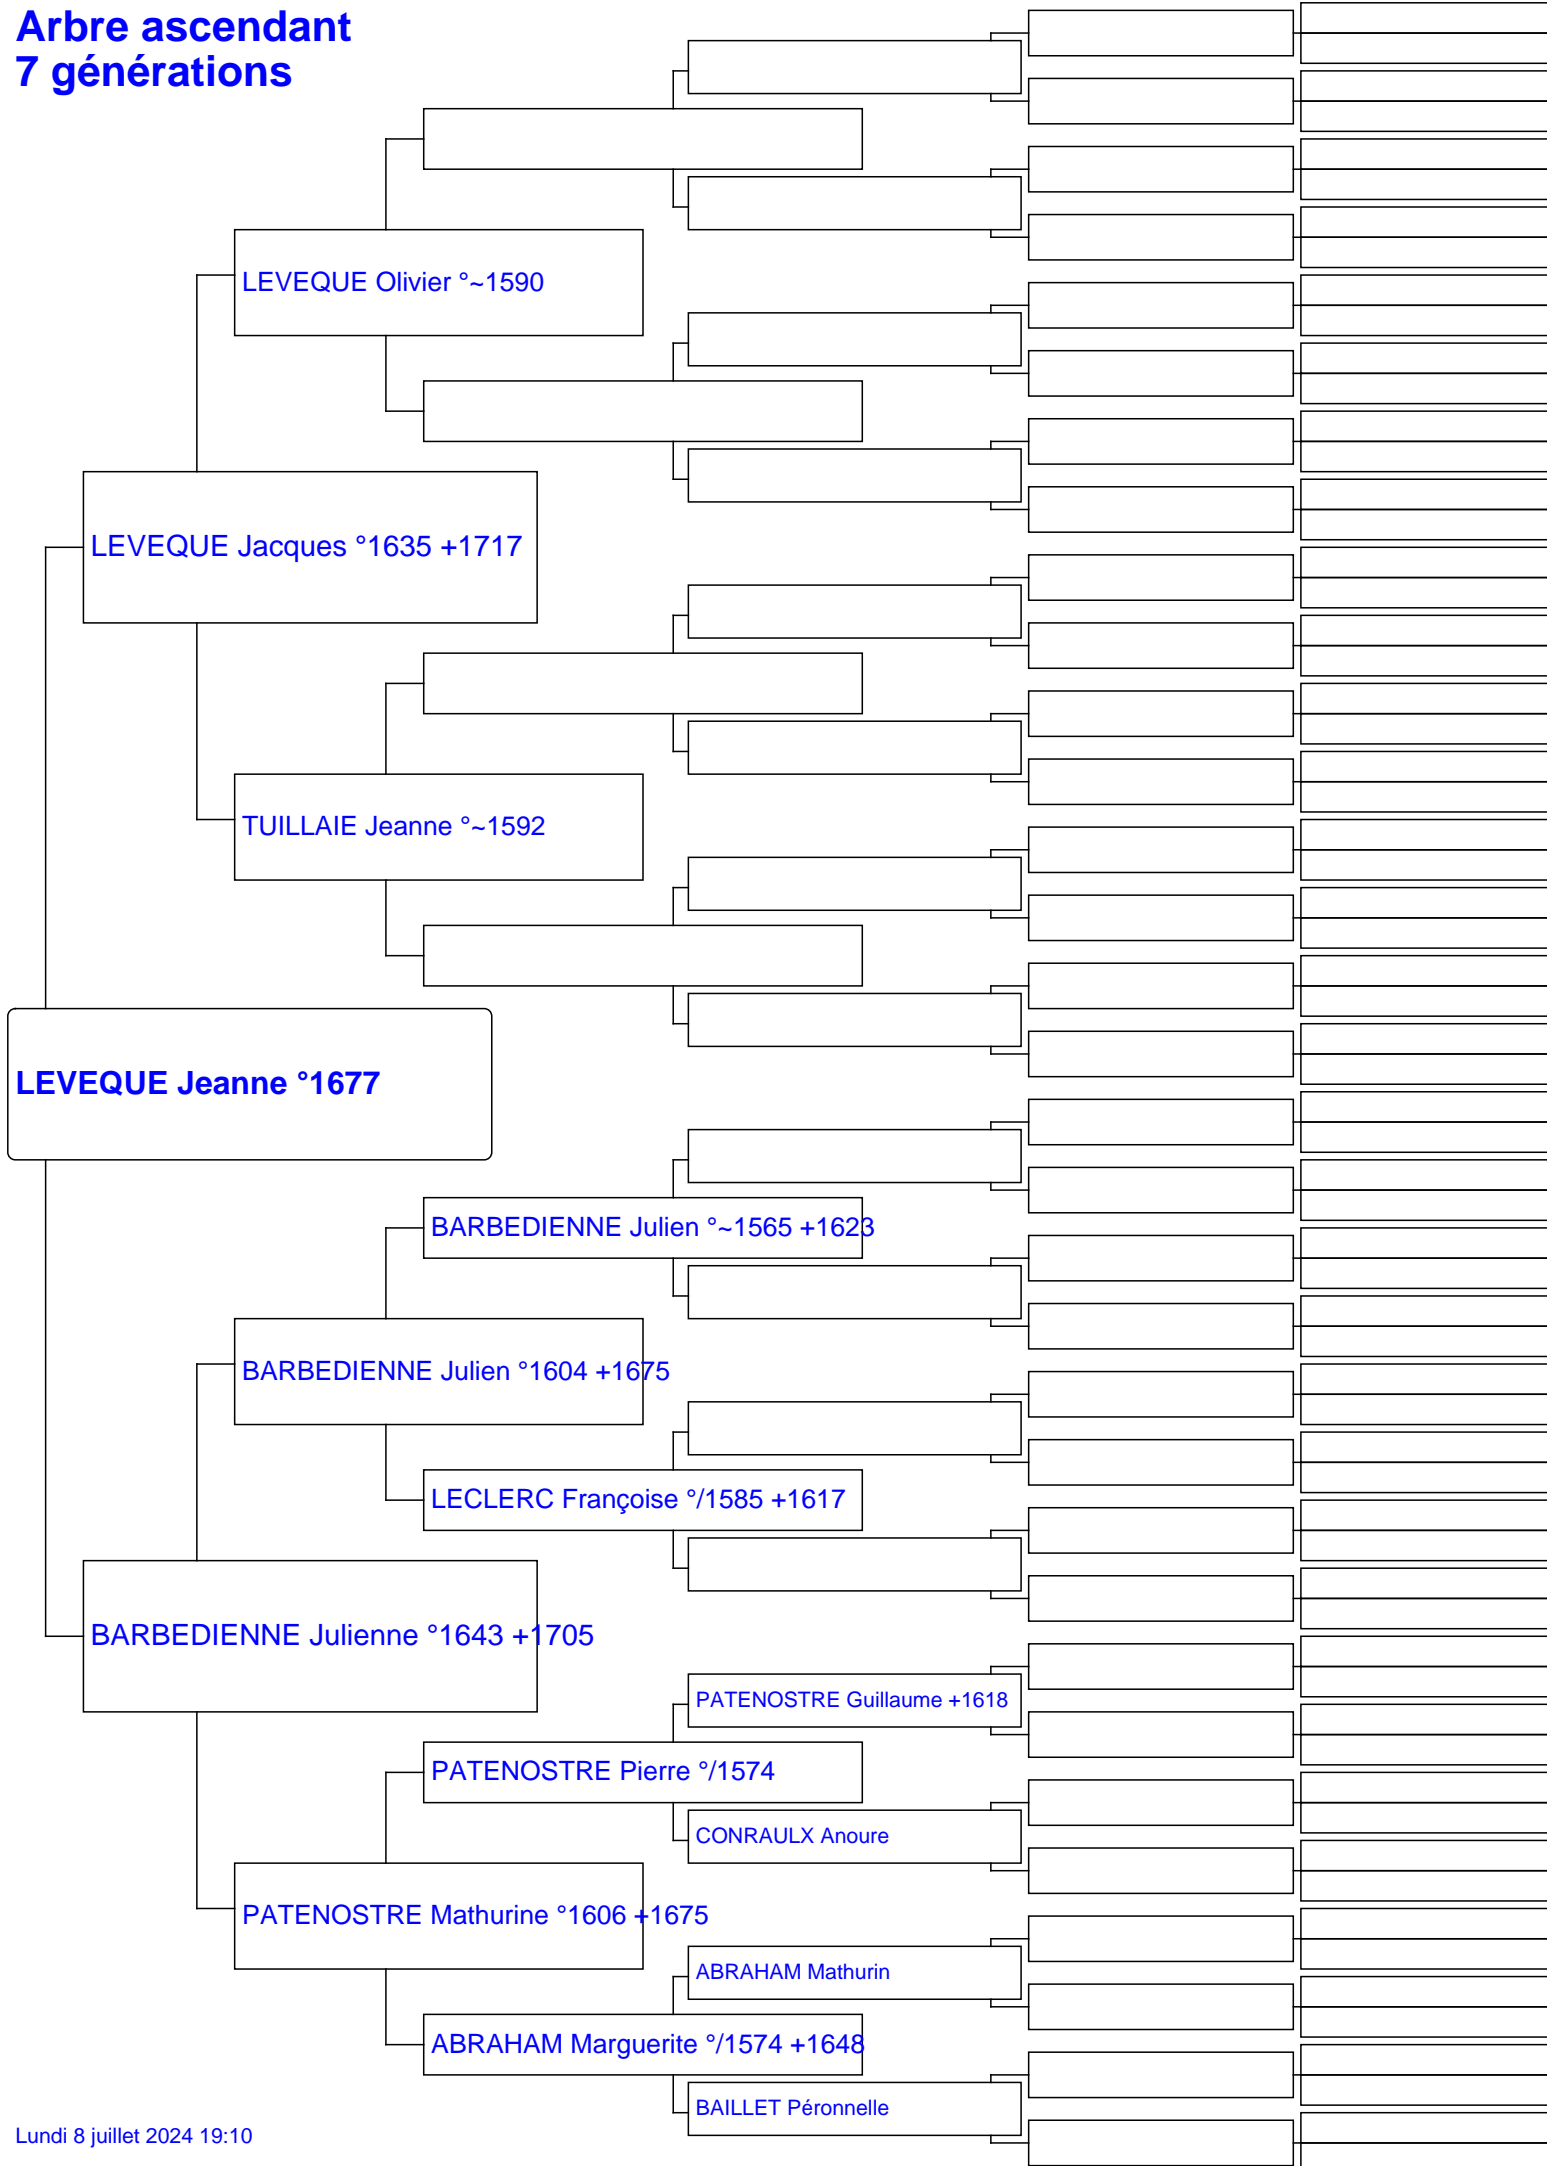 Arbre ascendant
7 générations
LEVEQUE Olivier °~1590
LEVEQUE Jacques °1635 +1717
TUILLAIE Jeanne °~1592
LEVEQUE Jeanne °1677
BARBEDIENNE Julien °~1565 +1623
BARBEDIENNE Julien °1604 +1675
LECLERC Françoise °/1585 +1617
BARBEDIENNE Julienne °1643 +1705
PATENOSTRE Guillaume +1618
PATENOSTRE Pierre °/1574
CONRAULX Anoure
PATENOSTRE Mathurine °1606 +1675
ABRAHAM Mathurin
ABRAHAM Marguerite °/1574 +1648
BAILLET Péronnelle
Lundi 8 juillet 2024 19:10